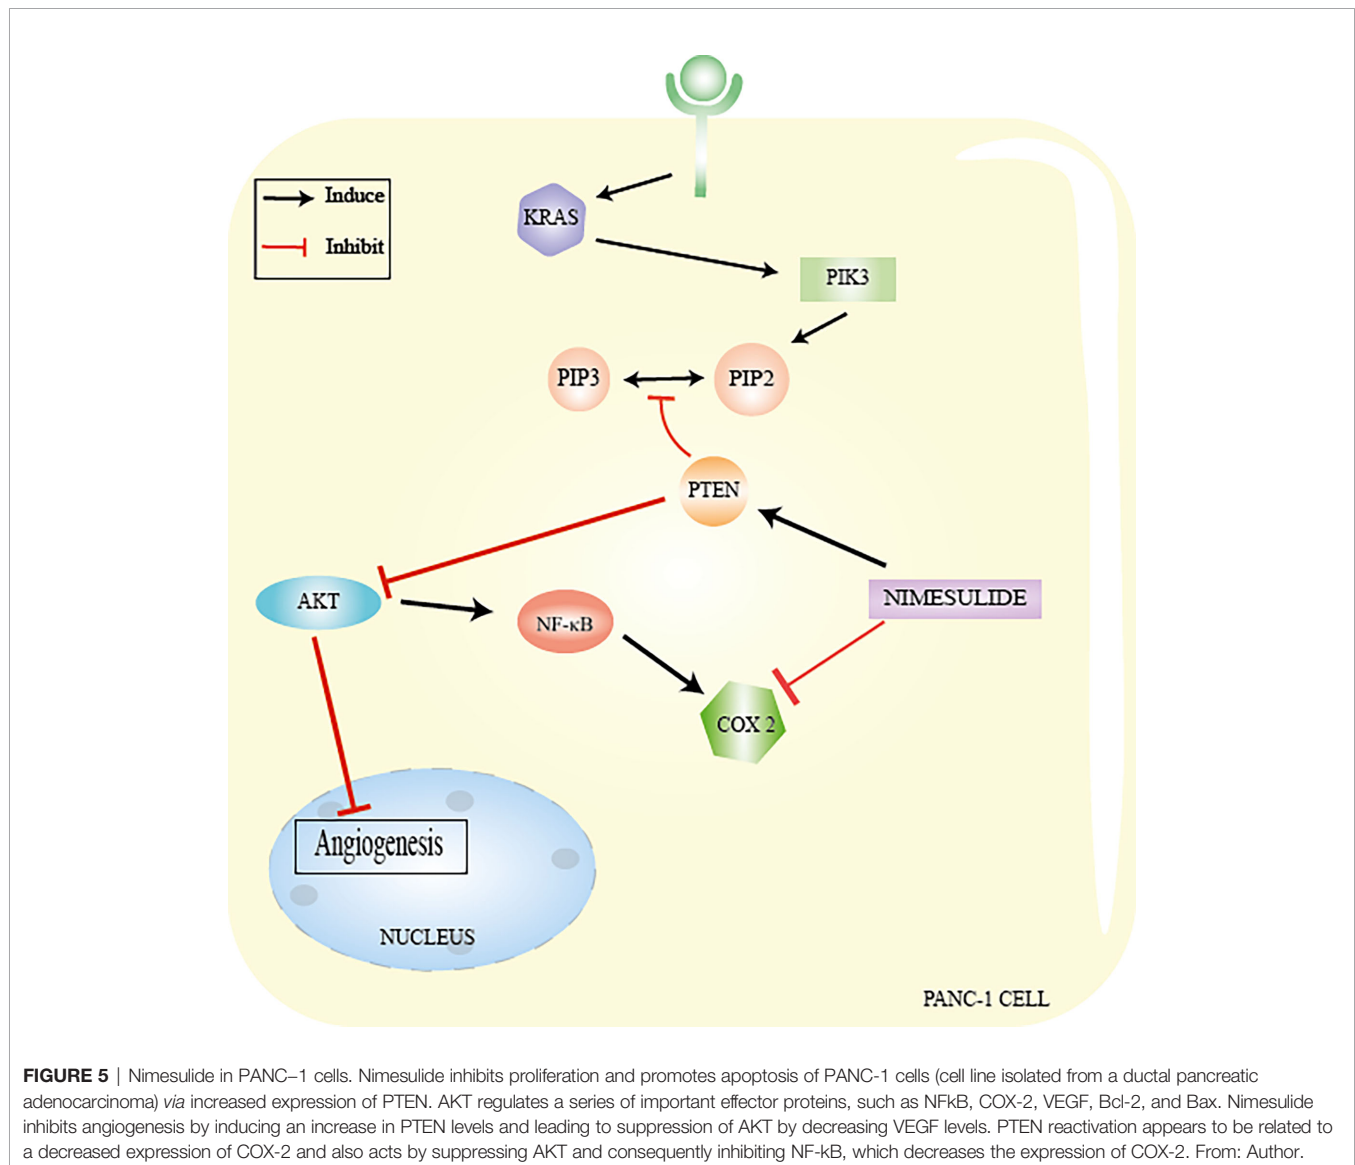 Induce
Inhibit
KRAS
PIK3
PIP3
PIP2
PTEN
AKT
NF-κB
NIMESULIDE
COX 2
Angiogenesis
NUCLEUS
PANC-1 CELL
FIGURE 5 | Nimesulide in PANC–1 cells. Nimesulide inhibits proliferation and promotes apoptosis of PANC-1 cells (cell line isolated from a ductal pancreatic
adenocarcinoma) via increased expression of PTEN. AKT regulates a series of important effector proteins, such as NFkB, COX-2, VEGF, Bcl-2, and Bax. Nimesulide
inhibits angiogenesis by inducing an increase in PTEN levels and leading to suppression of AKT by decreasing VEGF levels. PTEN reactivation appears to be related to
a decreased expression of COX-2 and also acts by suppressing AKT and consequently inhibiting NF-kB, which decreases the expression of COX-2. From: Author.